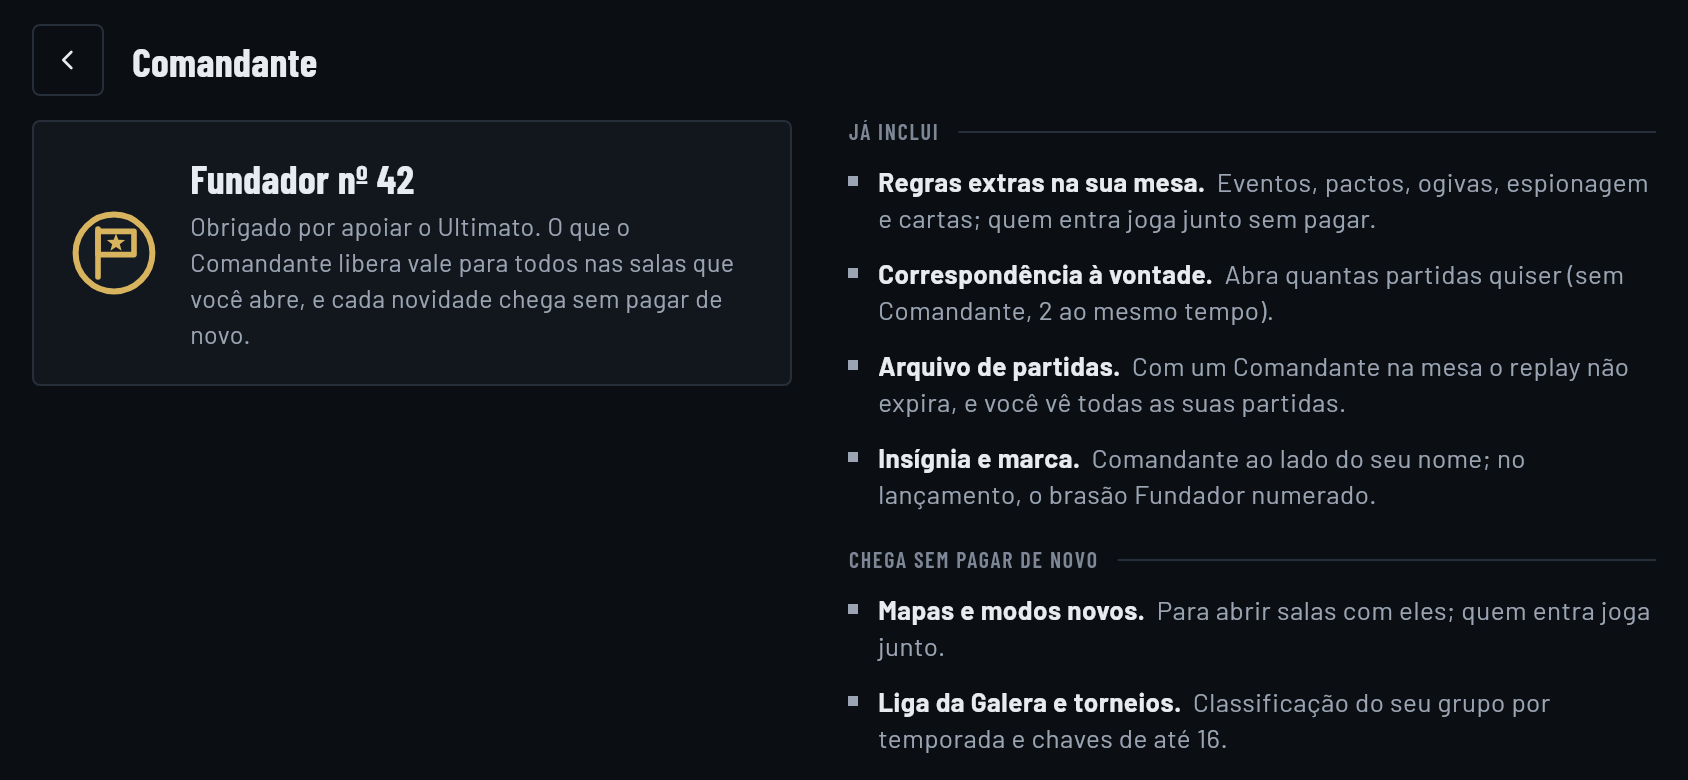 Comandante
Fundador nº 42
Obrigado por apoiar o Ultimato. O que o
Comandante libera vale para todos nas salas que
você abre, e cada novidade chega sem pagar de
novo.
JÁ INCLUI
Regras extras na sua mesa. Eventos, pactos, ogivas, espionagem
e cartas; quem entra joga junto sem pagar.
Correspondência à vontade. Abra quantas partidas quiser (sem
Comandante, 2 ao mesmo tempo).
Arquivo de partidas. Com um Comandante na mesa o replay não
expira, e você vê todas as suas partidas.
Insígnia e marca. Comandante ao lado do seu nome; no
lançamento, o brasão Fundador numerado.
CHEGA SEM PAGAR DE NOVO
Mapas e modos novos. Para abrir salas com eles; quem entra joga
junto.
Liga da Galera e torneios. Classificação do seu grupo por
temporada e chaves de até 16.